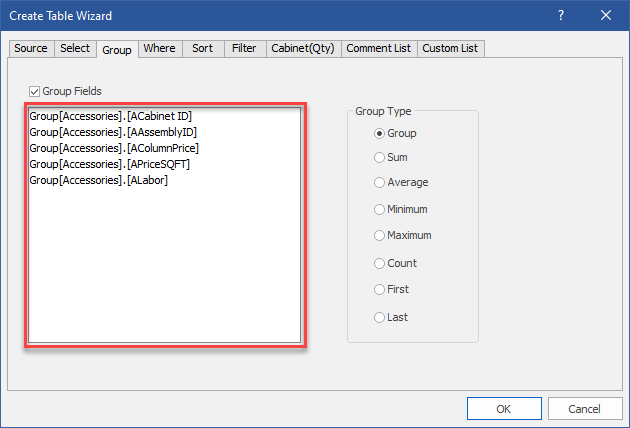 Create Table Wizard
?
Source Select Group Where Sort Filter Cabinet(Qty) Comment List Custom List
Group Fields
Group[Accessories].[ACabinet ID]
Group[Accessories].[AAssemblyID]
Group[Accessories].[AColumnPrice]
Group[Accessories].[APriceSQFT]
Group[Accessories].[ALabor]
Group Type
Group
Sum
Average
Minimum
Maximum
Count
First
Last
OK Cancel